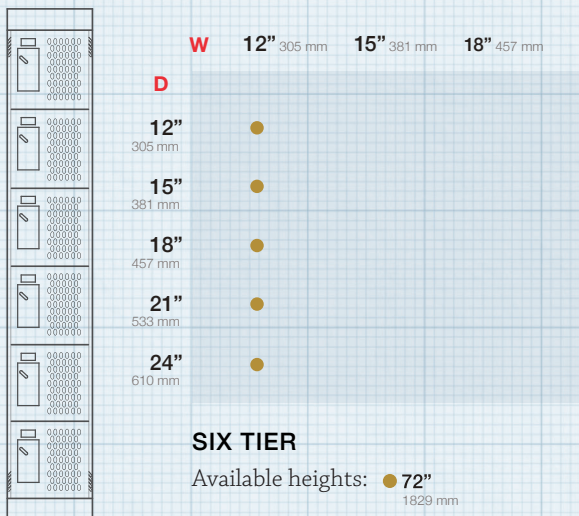 W 12” 305 mm 15” 381 mm 18” 457 mm
D
12”
305 mm
15”
381 mm
18”
457 mm
21”
533 mm
24”
610 mm
SIX TIER
Available heights: 72”
1829 mm